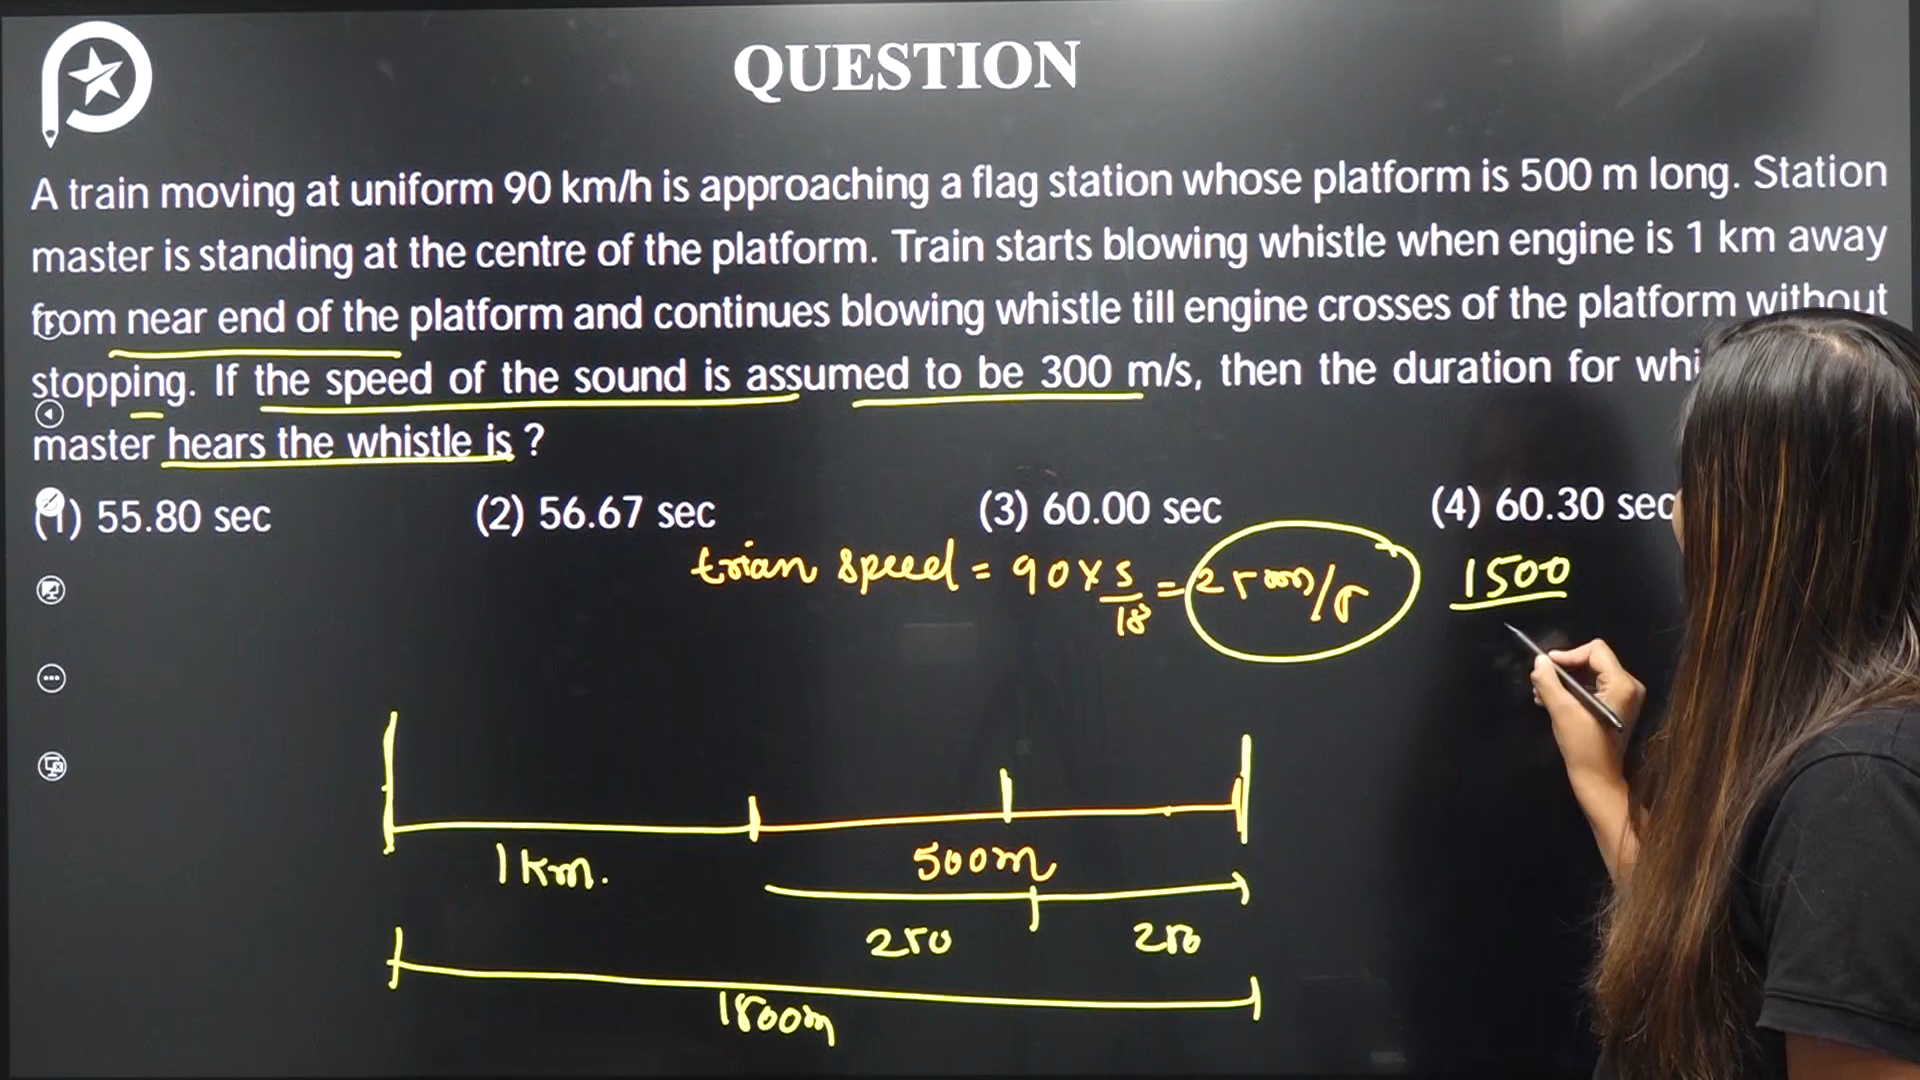 QUESTION
A train moving at uniform 90 km/h is approaching a flag station whose platform is 500 m long. Station
master is standing at the centre of the platform. Train starts blowing whistle when engine is 1 km away
from near end of the platform and continues blowing whistle till engine crosses of the platform without
stopping. If the speed of the sound is assumed to be 300 m/s, then the duration for whi
master hears the whistle is ?
(1) 55.80 sec (2) 56.67 sec (3) 60.00 sec (4) 60.30 sec
trian speed = 90 × 5/18 = 25 m/s
1500
1 km.
500m
250 250
1500m